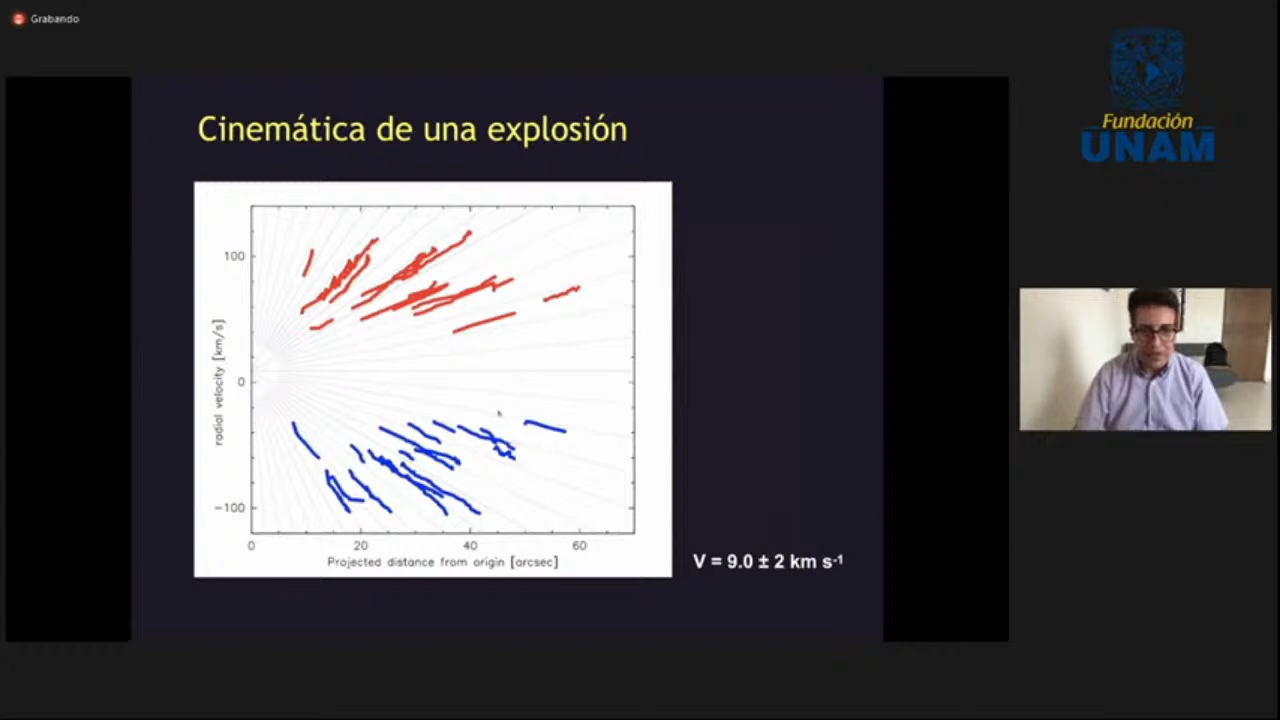 Grabando
Fundación
UNAM
Cinemática de una explosión
100
0
−100
radial velocity [km/s]
0 20 40 60
Projected distance from origin [arcsec]
V = 9.0 ± 2 km s-1